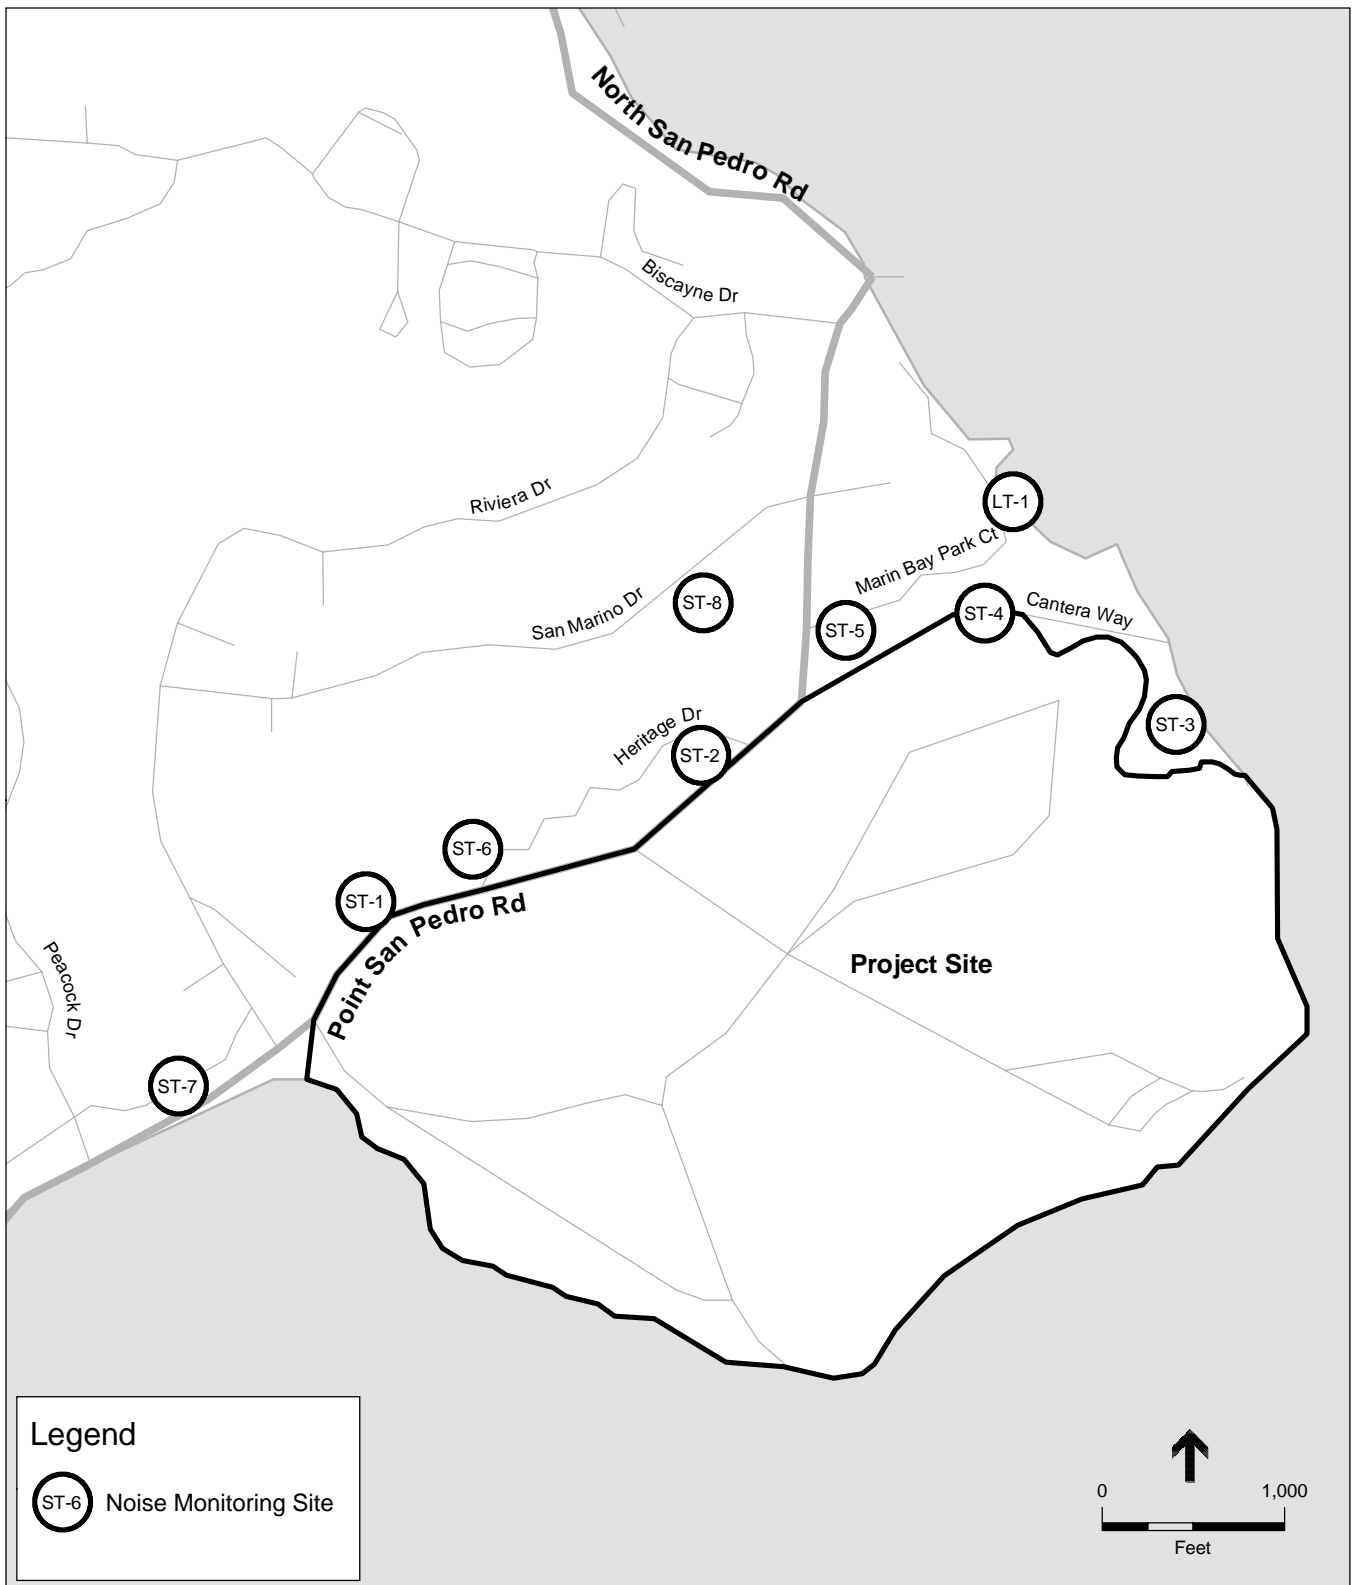 North San Pedro Rd
Biscayne Dr
Riviera Dr
LT-1
Marin Bay Park Ct
San Marino Dr
ST-8
ST-5
ST-4
Cantera Way
Heritage Dr
ST-2
ST-3
ST-6
ST-1
Point San Pedro Rd
Peacock Dr
Project Site
ST-7
Legend
ST-6 Noise Monitoring Site
0 1,000
Feet